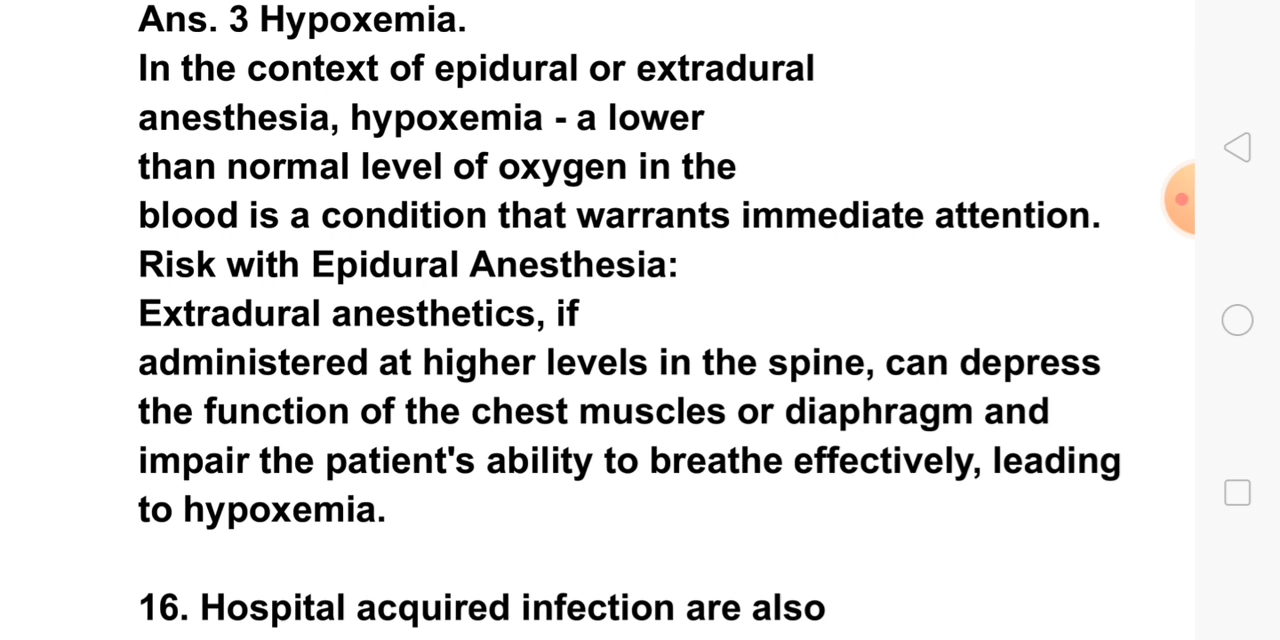 Ans. 3 Hypoxemia.
In the context of epidural or extradural
anesthesia, hypoxemia - a lower
than normal level of oxygen in the
blood is a condition that warrants immediate attention.
Risk with Epidural Anesthesia:
Extradural anesthetics, if
administered at higher levels in the spine, can depress
the function of the chest muscles or diaphragm and
impair the patient's ability to breathe effectively, leading
to hypoxemia.
16. Hospital acquired infection are also